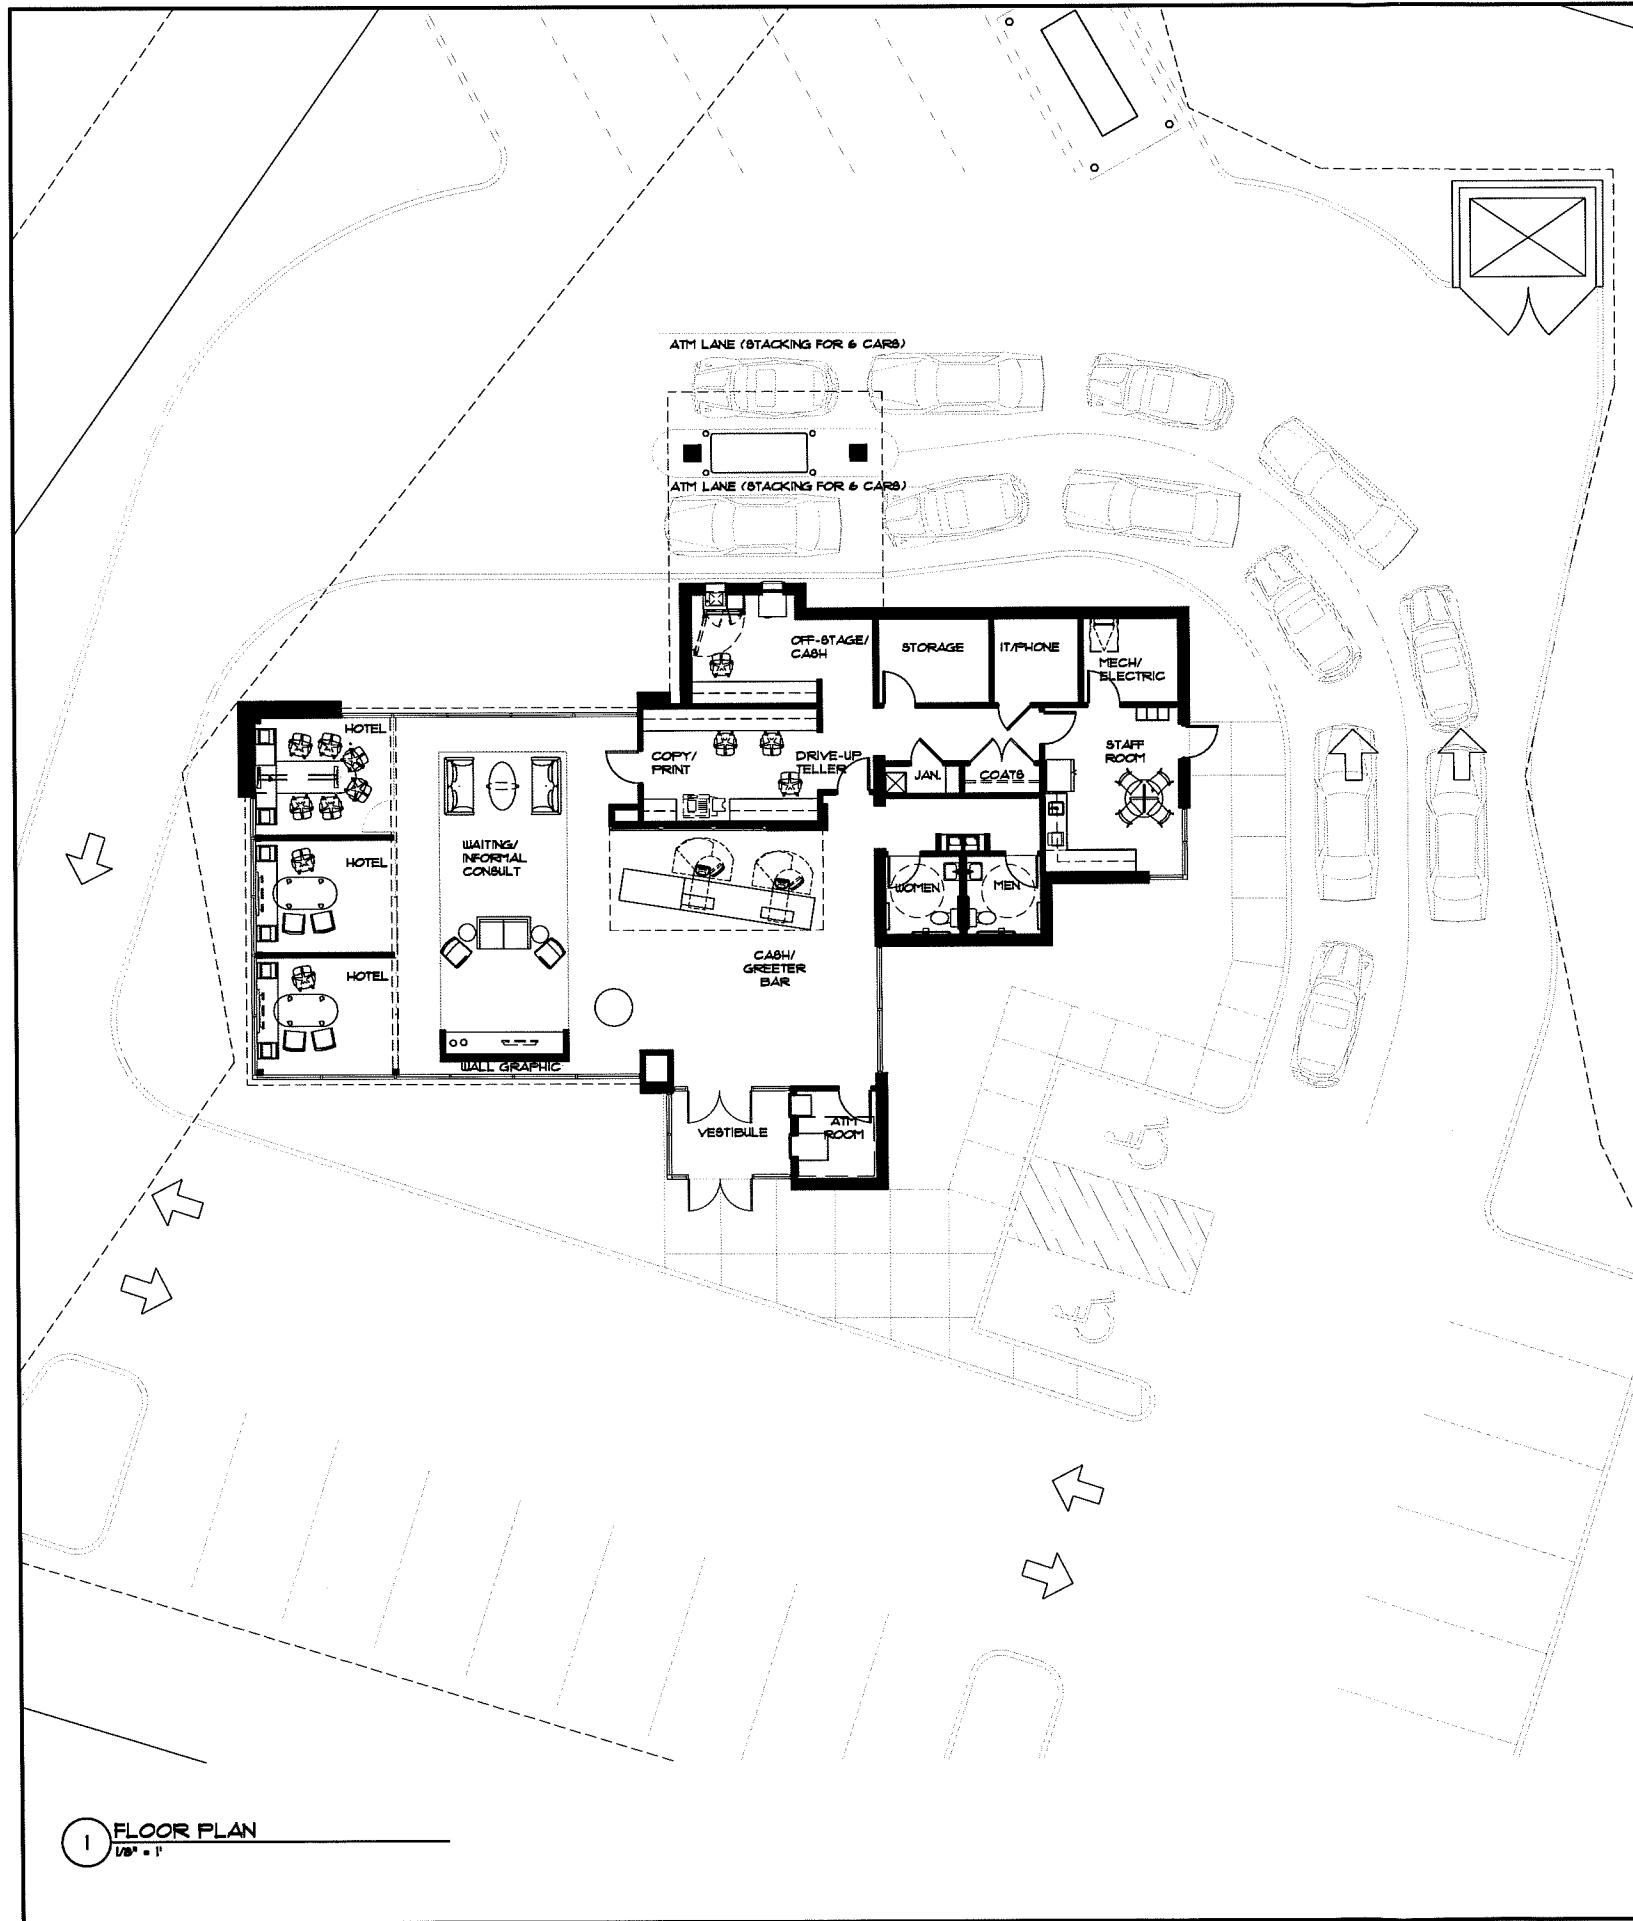 ATM LANE (STACKING FOR 6 CARS)
ATM LANE (STACKING FOR 6 CARS)
OFF-STAGE/
CASH
STORAGE
IT/PHONE
MECH/
ELECTRIC
HOTEL
COPY/
PRINT
DRIVE-UP
TELLER
JAN.
COATS
STAFF
ROOM
WAITING/
INFORMAL
CONSULT
HOTEL
WOMEN
MEN
CASH/
GREETER
BAR
HOTEL
WALL GRAPHIC
VESTIBULE
ATM
ROOM
1
FLOOR PLAN
1/8" = 1'